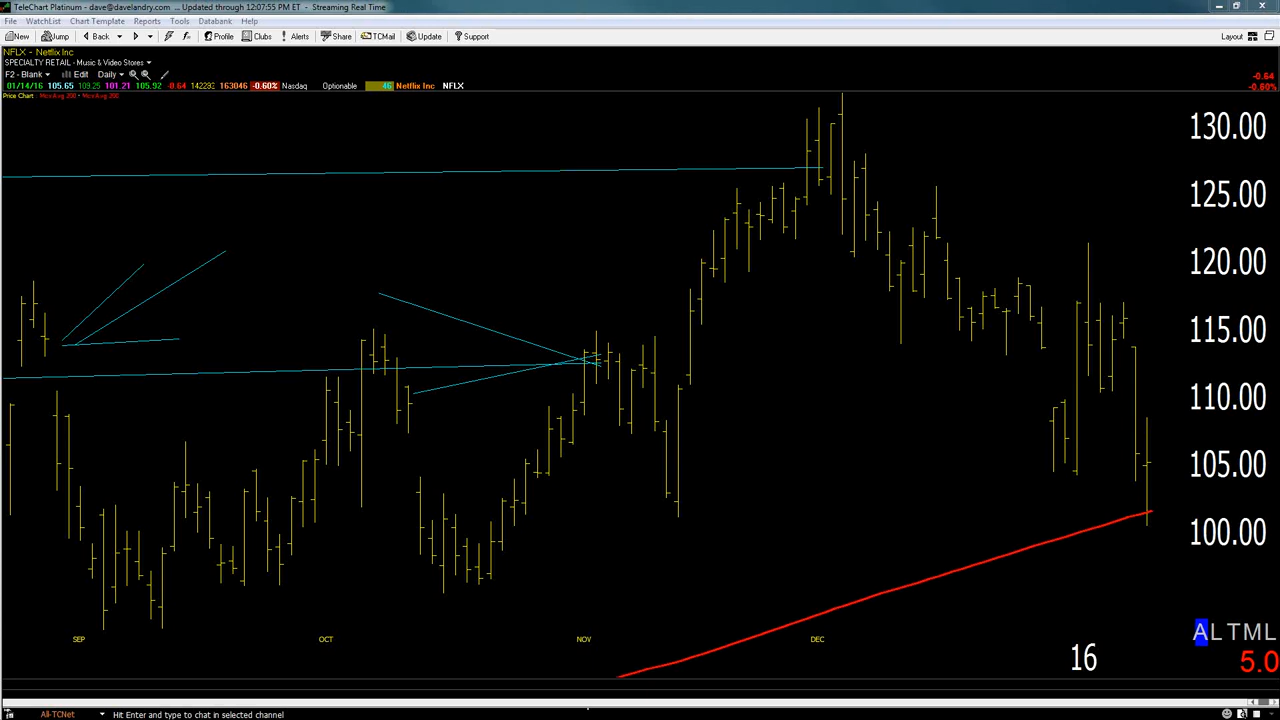 TeleChart Platinum - dave@davelandry.com ... Updated through 12:07:55 PM ET - Streaming Real Time
File WatchList Chart Template Reports Tools Databank Help
New Jump Back Profile Clubs Alerts Share TCMail Update Support Layout
NFLX - Netflix Inc
SPECIALTY RETAIL - Music & Video Stores
F2 - Blank Edit Daily
01/14/16 105.65 109.25 101.21 105.92 -0.64 163046 -0.60% Nasdaq Optionable 46 Netflix Inc NFLX
-0.64
-0.60%
Price Chart
130.00
125.00
120.00
115.00
110.00
105.00
100.00
SEP OCT NOV DEC
16
ALTML
5.0
All-TCNet Hit Enter and type to chat in selected channel